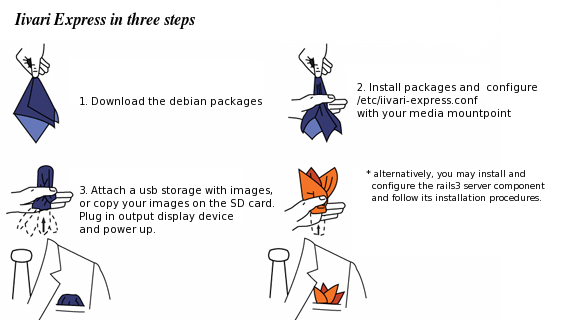 Iivari Express in three steps
1. Download the debian packages
2. Install packages and configure
/etc/iivari-express.conf
with your media mountpoint
3. Attach a usb storage with images,
or copy your images on the SD card.
Plug in output display device
and power up.
* alternatively, you may install and
configure the rails3 server component
and follow its installation procedures.